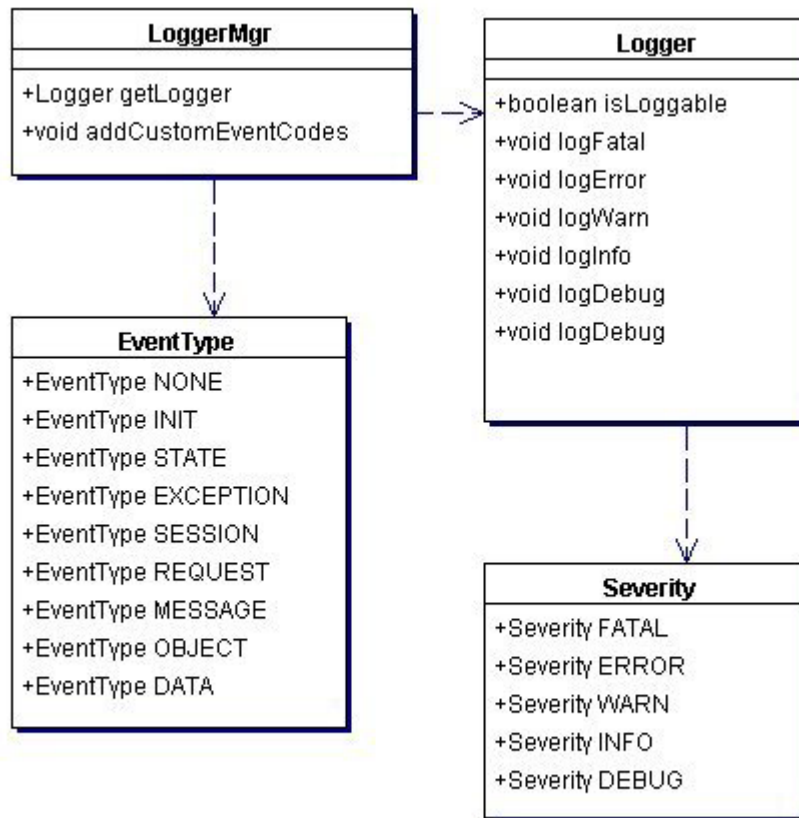 LoggerMgr
+Logger getLogger
+void addCustomEventCodes
Logger
+boolean isLoggable
+void logFatal
+void logError
+void logWarn
+void logInfo
+void logDebug
+void logDebug
EventType
+EventType NONE
+EventType INIT
+EventType STATE
+EventType EXCEPTION
+EventType SESSION
+EventType REQUEST
+EventType MESSAGE
+EventType OBJECT
+EventType DATA
Severity
+Severity FATAL
+Severity ERROR
+Severity WARN
+Severity INFO
+Severity DEBUG